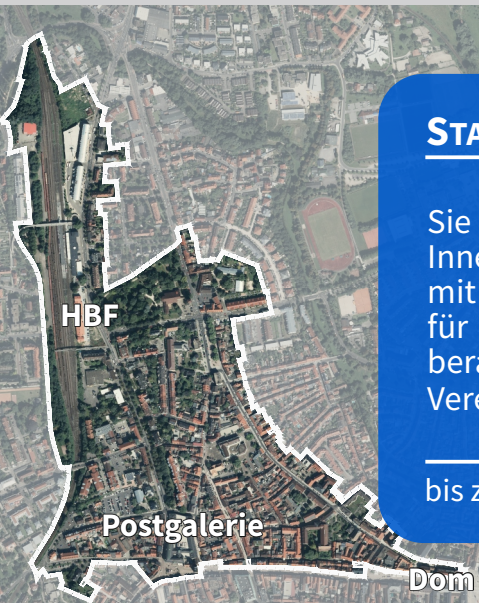 STA
Sie
Inne
mit
für
bera
Vere
bis z
HBF
Postgalerie
Dom